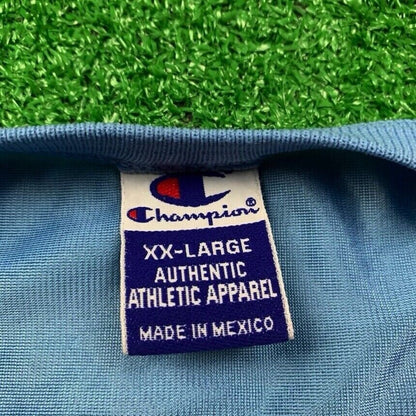 Champion®
XX-LARGE
AUTHENTIC
ATHLETIC APPAREL
MADE IN MEXICO